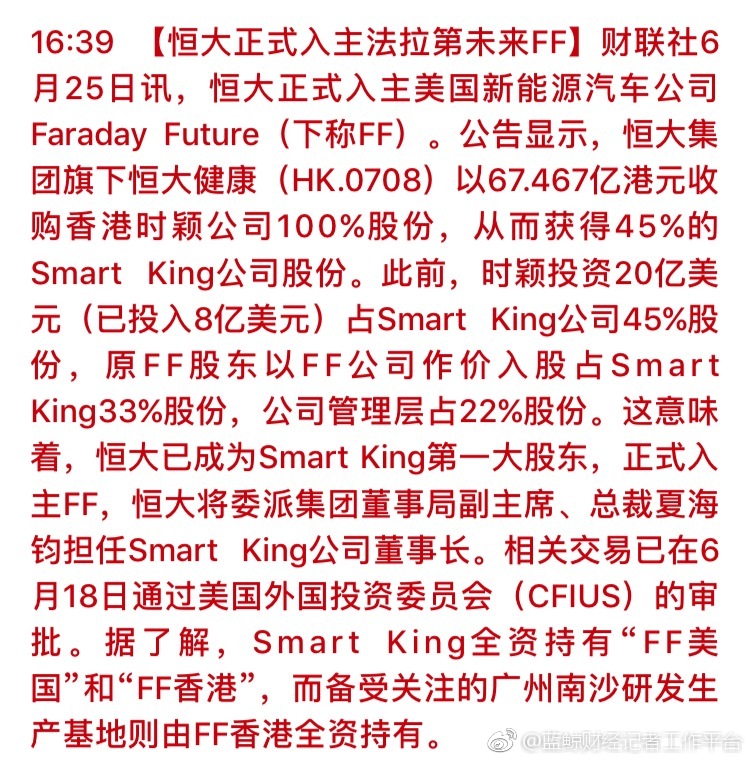 16:39 【恒大正式入主法拉第未来FF】财联社6
月25日讯，恒大正式入主美国新能源汽车公司
Faraday Future（下称FF）。公告显示，恒大集
团旗下恒大健康（HK.0708）以67.467亿港元收
购香港时颖公司100%股份，从而获得45%的
Smart King公司股份。此前，时颖投资20亿美
元（已投入8亿美元）占Smart King公司45%股
份，原FF股东以FF公司作价入股占Smart
King33%股份，公司管理层占22%股份。这意味
着，恒大已成为Smart King第一大股东，正式入
主FF，恒大将委派集团董事局副主席、总裁夏海
钧担任Smart King公司董事长。相关交易已在6
月18日通过美国外国投资委员会（CFIUS）的审
批。据了解，Smart King全资持有“FF美
国”和“FF香港”，而备受关注的广州南沙研发生
产基地则由FF香港全资持有。
@蓝鲸财经记者工作平台